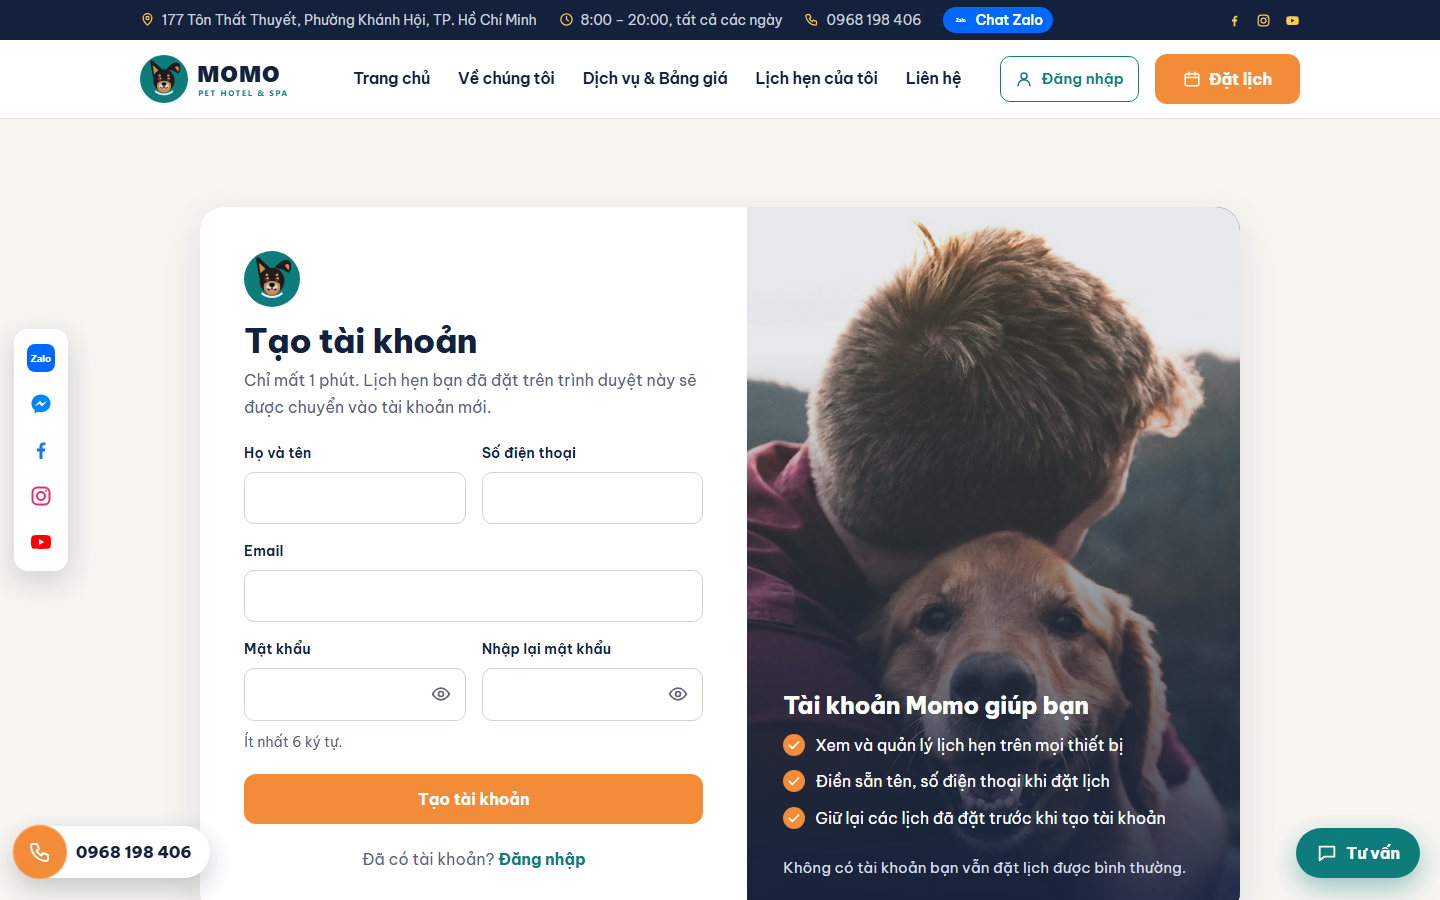 177 Tôn Thất Thuyết, Phường Khánh Hội, TP. Hồ Chí Minh
8:00 – 20:00, tất cả các ngày
0968 198 406
Zalo Chat Zalo
MOMO
PET HOTEL & SPA
Trang chủ
Về chúng tôi
Dịch vụ & Bảng giá
Lịch hẹn của tôi
Liên hệ
Đăng nhập
Đặt lịch
Zalo
Tạo tài khoản
Chỉ mất 1 phút. Lịch hẹn bạn đã đặt trên trình duyệt này sẽ
được chuyển vào tài khoản mới.
Họ và tên
Số điện thoại
Email
Mật khẩu
Nhập lại mật khẩu
Ít nhất 6 ký tự.
Tạo tài khoản
Đã có tài khoản? Đăng nhập
Tài khoản Momo giúp bạn
Xem và quản lý lịch hẹn trên mọi thiết bị
Điền sẵn tên, số điện thoại khi đặt lịch
Giữ lại các lịch đã đặt trước khi tạo tài khoản
Không có tài khoản bạn vẫn đặt lịch được bình thường.
0968 198 406
Tư vấn